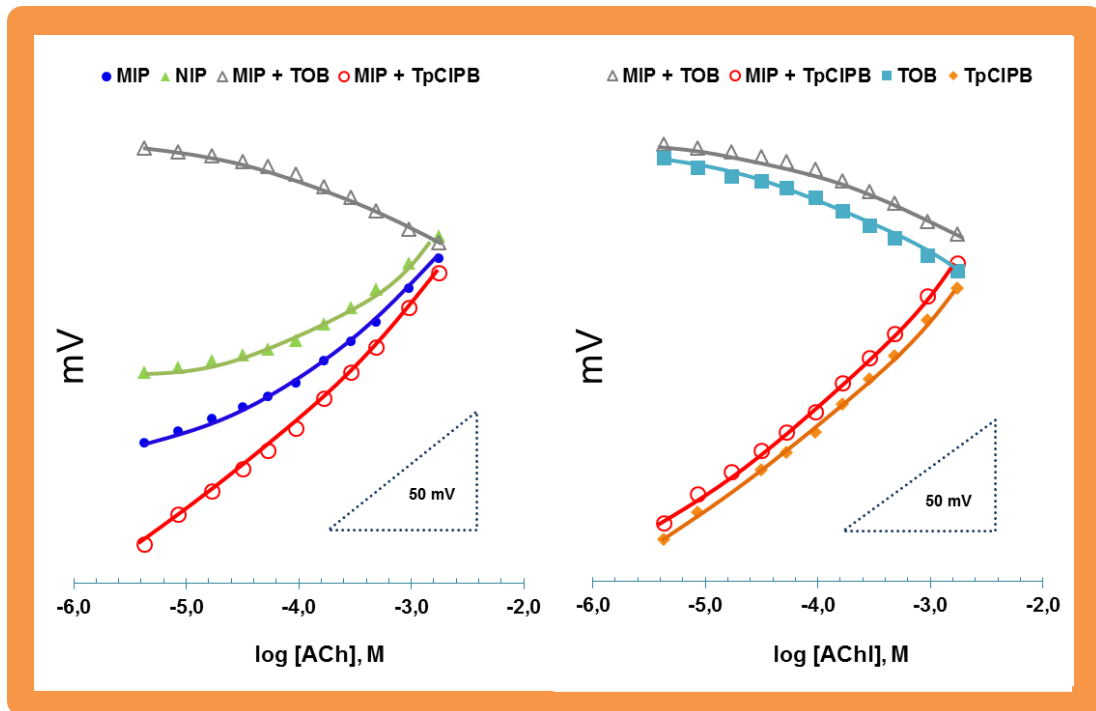 MIP NIP MIP + TOB MIP + TpClPB
mV
50 mV
-6,0 -5,0 -4,0 -3,0 -2,0
log [ACh], M
MIP + TOB MIP + TpClPB TOB TpClPB
mV
50 mV
-6,0 -5,0 -4,0 -3,0 -2,0
log [AChl], M